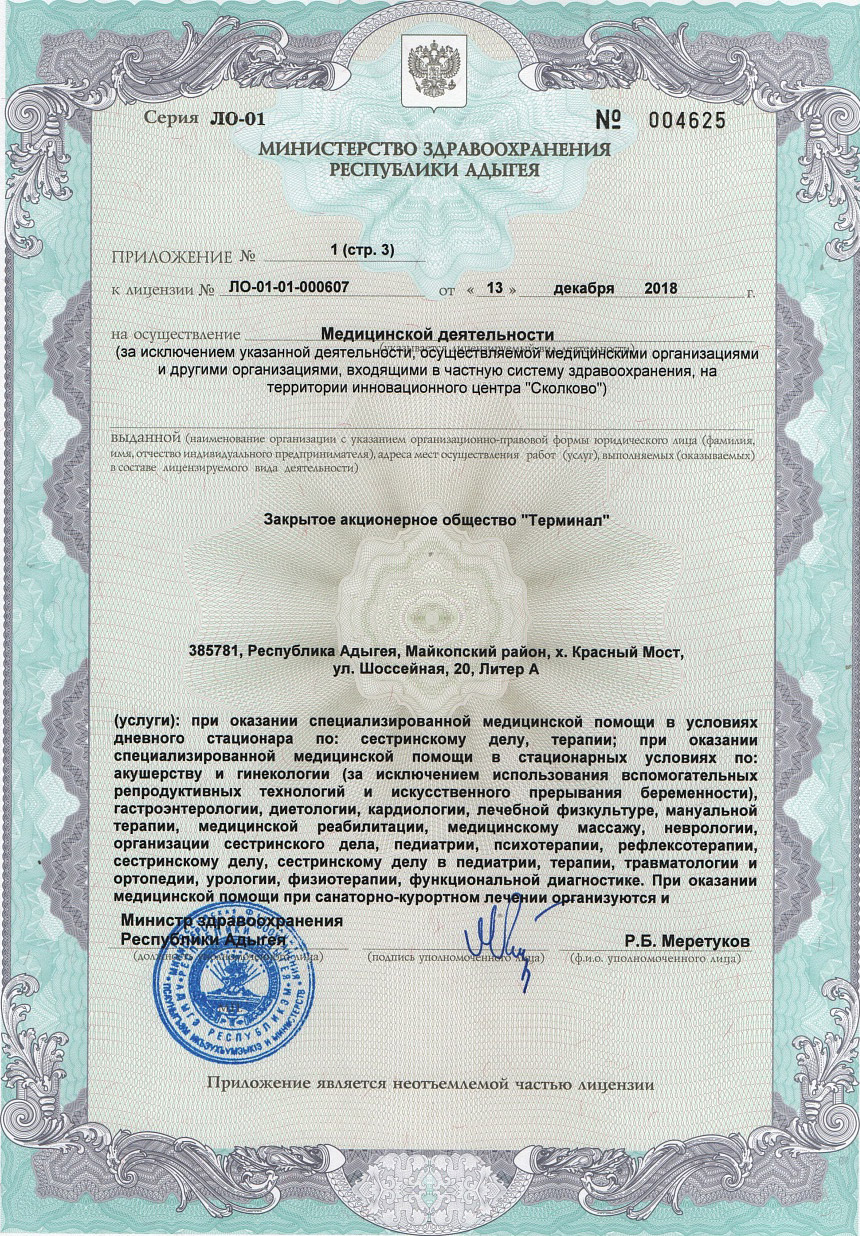 Серия ЛО-01
№ 004625
МИНИСТЕРСТВО ЗДРАВООХРАНЕНИЯ
РЕСПУБЛИКИ АДЫГЕЯ
ПРИЛОЖЕНИЕ № 1 (стр. 3)
к лицензии № ЛО-01-01-000607 от « 13 » декабря 2018 г.
на осуществление Медицинской деятельности
(указывается лицензируемый вид деятельности)
(за исключением указанной деятельности, осуществляемой медицинскими организациями
и другими организациями, входящими в частную систему здравоохранения, на
территории инновационного центра "Сколково")
выданной (наименование организации с указанием организационно-правовой формы юридического лица (фамилия,
имя, отчество индивидуального предпринимателя), адреса мест осуществления работ (услуг), выполняемых (оказываемых)
в составе лицензируемого вида деятельности)
Закрытое акционерное общество "Терминал"
385781, Республика Адыгея, Майкопский район, х. Красный Мост,
ул. Шоссейная, 20, Литер А
(услуги): при оказании специализированной медицинской помощи в условиях
дневного стационара по: сестринскому делу, терапии; при оказании
специализированной медицинской помощи в стационарных условиях по:
акушерству и гинекологии (за исключением использования вспомогательных
репродуктивных технологий и искусственного прерывания беременности),
гастроэнтерологии, диетологии, кардиологии, лечебной физкультуре, мануальной
терапии, медицинской реабилитации, медицинскому массажу, неврологии,
организации сестринского дела, педиатрии, психотерапии, рефлексотерапии,
сестринскому делу, сестринскому делу в педиатрии, терапии, травматологии и
ортопедии, урологии, физиотерапии, функциональной диагностике. При оказании
медицинской помощи при санаторно-курортном лечении организуются и
Министр здравоохранения
Республики Адыгея
Р.Б. Меретуков
(должность уполномоченного лица)
(подпись уполномоченного лица)
(ф.и.о. уполномоченного лица)
Приложение является неотъемлемой частью лицензии